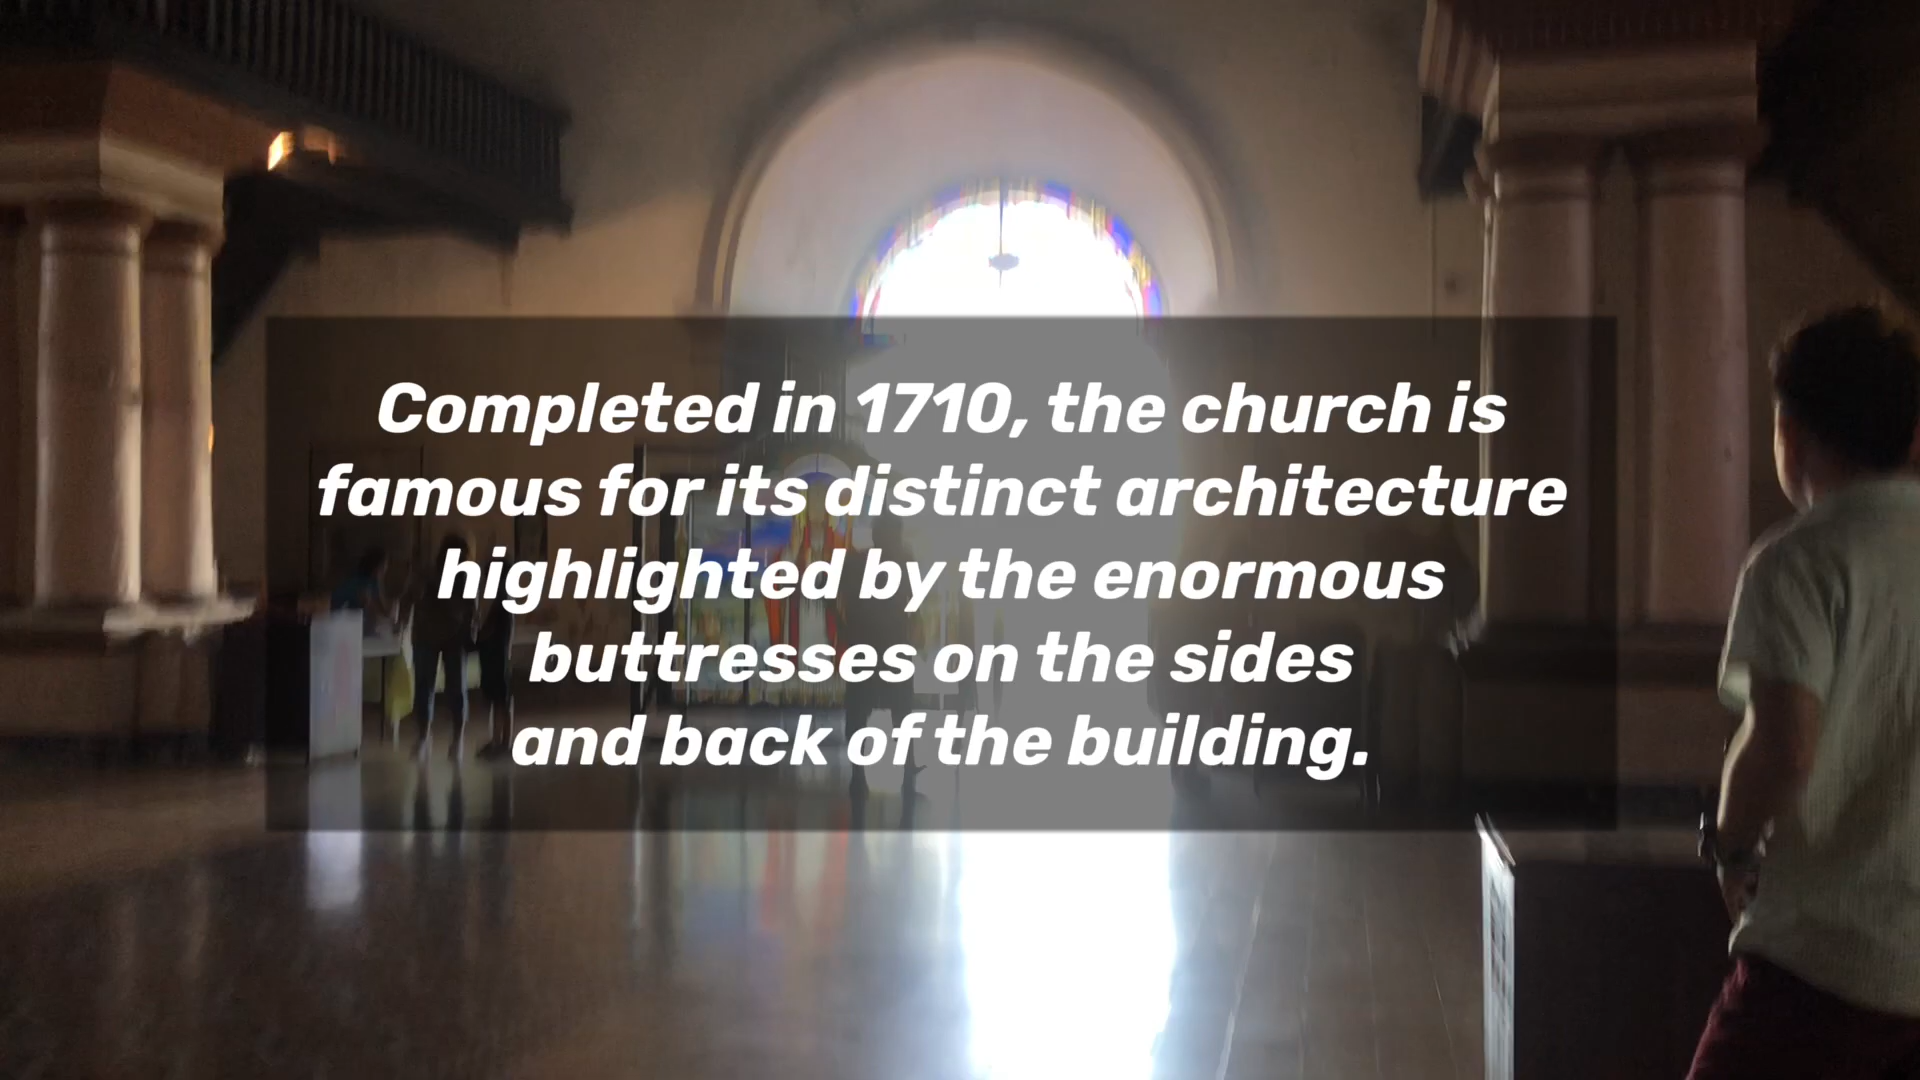 Completed in 1710, the church is
famous for its distinct architecture
highlighted by the enormous
buttresses on the sides
and back of the building.